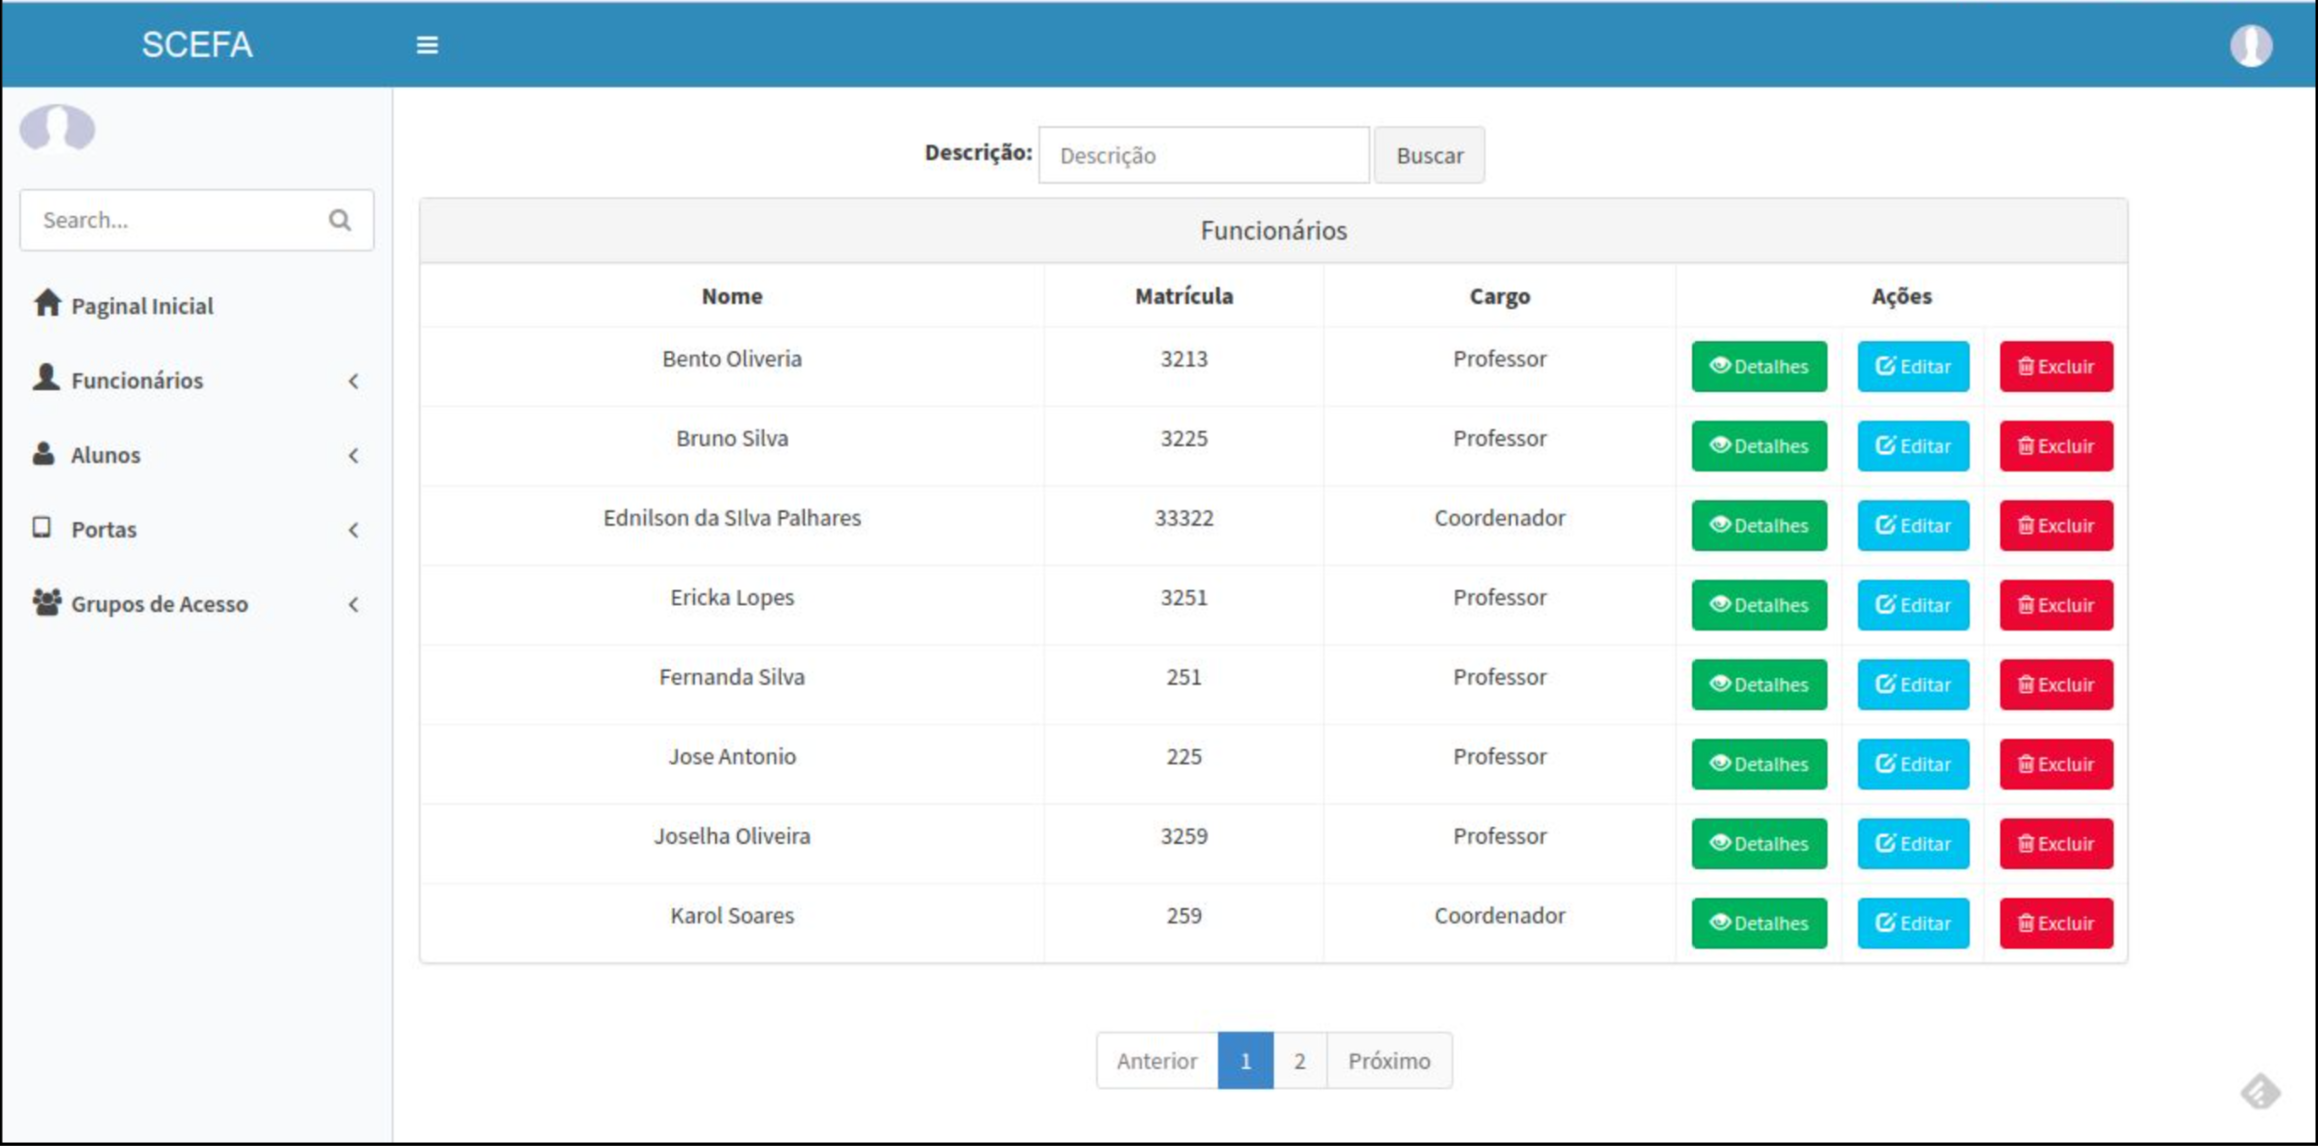 SCEFA
Search...
Paginal Inicial
Funcionários
Alunos
Portas
Grupos de Acesso
Descrição: Descrição Buscar
Funcionários
Nome Matrícula Cargo Ações
Bento Oliveria 3213 Professor Detalhes Editar Excluir
Bruno Silva 3225 Professor Detalhes Editar Excluir
Ednilson da SIlva Palhares 33322 Coordenador Detalhes Editar Excluir
Ericka Lopes 3251 Professor Detalhes Editar Excluir
Fernanda Silva 251 Professor Detalhes Editar Excluir
Jose Antonio 225 Professor Detalhes Editar Excluir
Joselha Oliveira 3259 Professor Detalhes Editar Excluir
Karol Soares 259 Coordenador Detalhes Editar Excluir
Anterior 1 2 Próximo